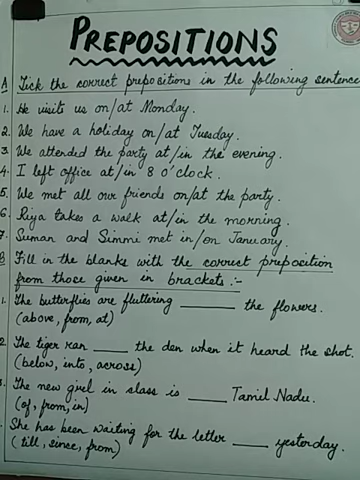 PREPOSITIONS
A. Tick the correct prepositions in the following sentence
1. He visits us on/at Monday.
2. We have a holiday on/at Tuesday.
3. We attended the party at/in the evening.
4. I left office at/in 8 o'clock.
5. We met all our friends on/at the party.
6. Riya takes a walk at/in the morning.
7. Suman and Simmi met in/on January.
B Fill in the blanks with the correct preposition
from those given in brackets:-
1. The butterflies are fluttering ______ the flowers.
(above, from, at)
2. The tiger ran ____ the den when it heard the shot.
(below, into, across)
The new girl in slass is ____ Tamil Nadu.
(of, from, in)
She has been waiting for the letter ____ yesterday.
(till, since, from)